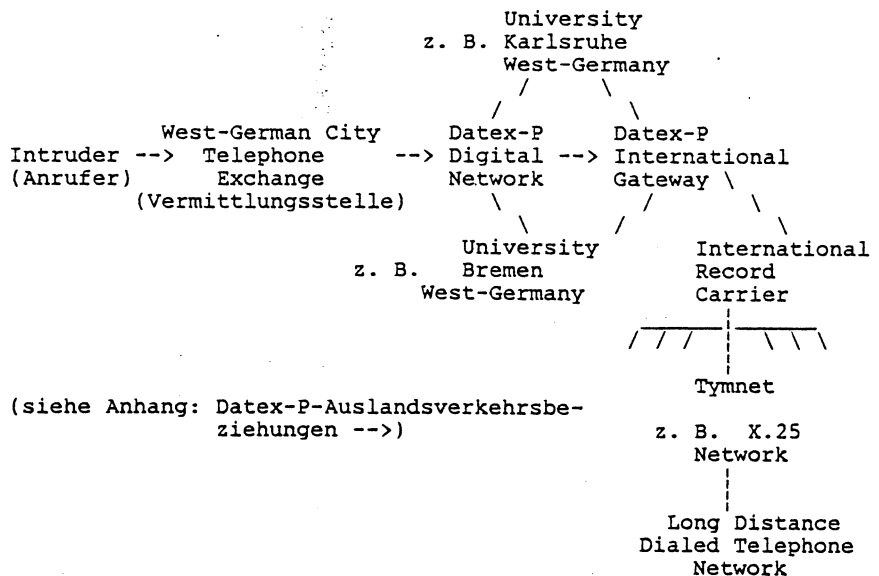 University
z. B. Karlsruhe
West-Germany
West-German City Datex-P Datex-P
Intruder --> Telephone --> Digital --> International
(Anrufer) Exchange Network Gateway
(Vermittlungsstelle)
University International
z. B. Bremen Record
West-Germany Carrier
Tymnet
(siehe Anhang: Datex-P-Auslandsverkehrsbe-
ziehungen -->)
z. B. X.25
Network
Long Distance
Dialed Telephone
Network